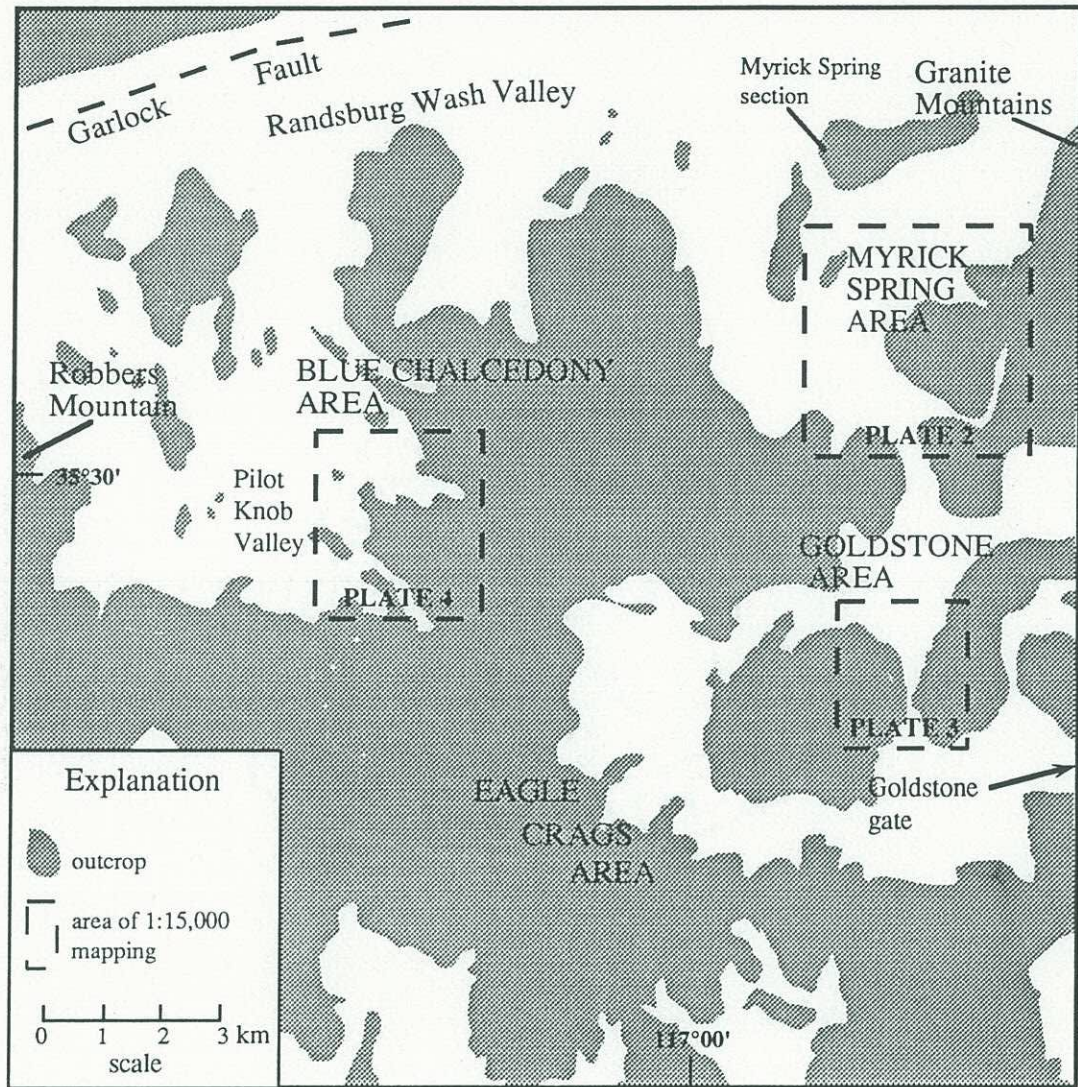 Garlock Fault
Randsburg Wash Valley
Myrick Spring
section
Granite
Mountains
MYRICK
SPRING
AREA
PLATE 2
BLUE CHALCEDONY
AREA
Robbers
Mountain
35°30'
Pilot
Knob
Valley
PLATE 4
GOLDSTONE
AREA
PLATE 3
Goldstone
gate
EAGLE
CRAGS
AREA
117°00'
Explanation
outcrop
area of 1:15,000
mapping
0 1 2 3 km
scale